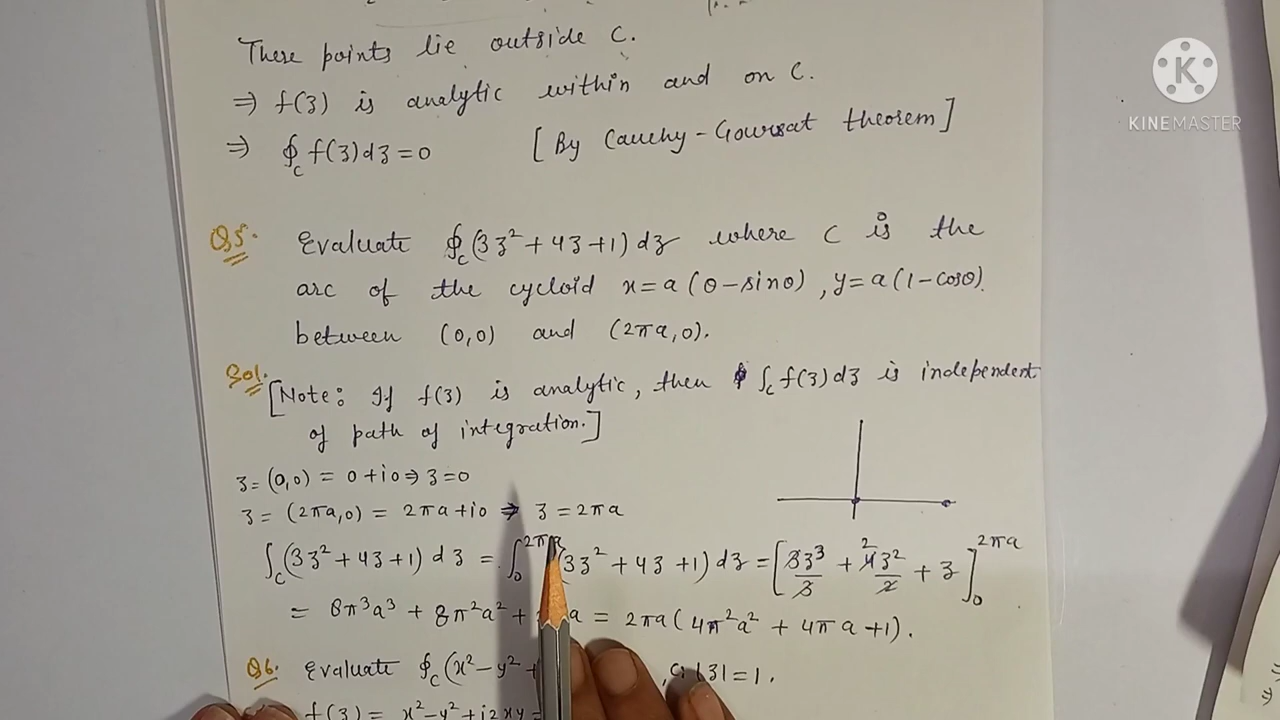 These points lie outside C.
⇒ f(z) is analytic within and on C.
⇒ ∮_C f(z)dz = 0 [By Cauchy-Goursat theorem]
KINEMASTER
Q5. Evaluate ∮_C (3z² + 4z + 1) dz where C is the
arc of the cycloid x = a(θ - sinθ), y = a(1 - cosθ)
between (0,0) and (2πa, 0).
Sol. [Note: If f(z) is analytic, then ∫_C f(z)dz is independent
of path of integration.]
z = (0,0) = 0 + i0 ⇒ z = 0
z = (2πa, 0) = 2πa + i0 ⇒ z = 2πa
∫_C (3z² + 4z + 1) dz = ∫_0^2πa (3z² + 4z + 1) dz = [3z³/3 + 4z²/2 2 + z]_0^2πa
= 8π³a³ + 8π²a² + a = 2πa(4π²a² + 4πa + 1).
Q6. Evaluate ∮_C (x² - y² + , C: |z| = 1.
f(z) = x² - y² + i2xy =